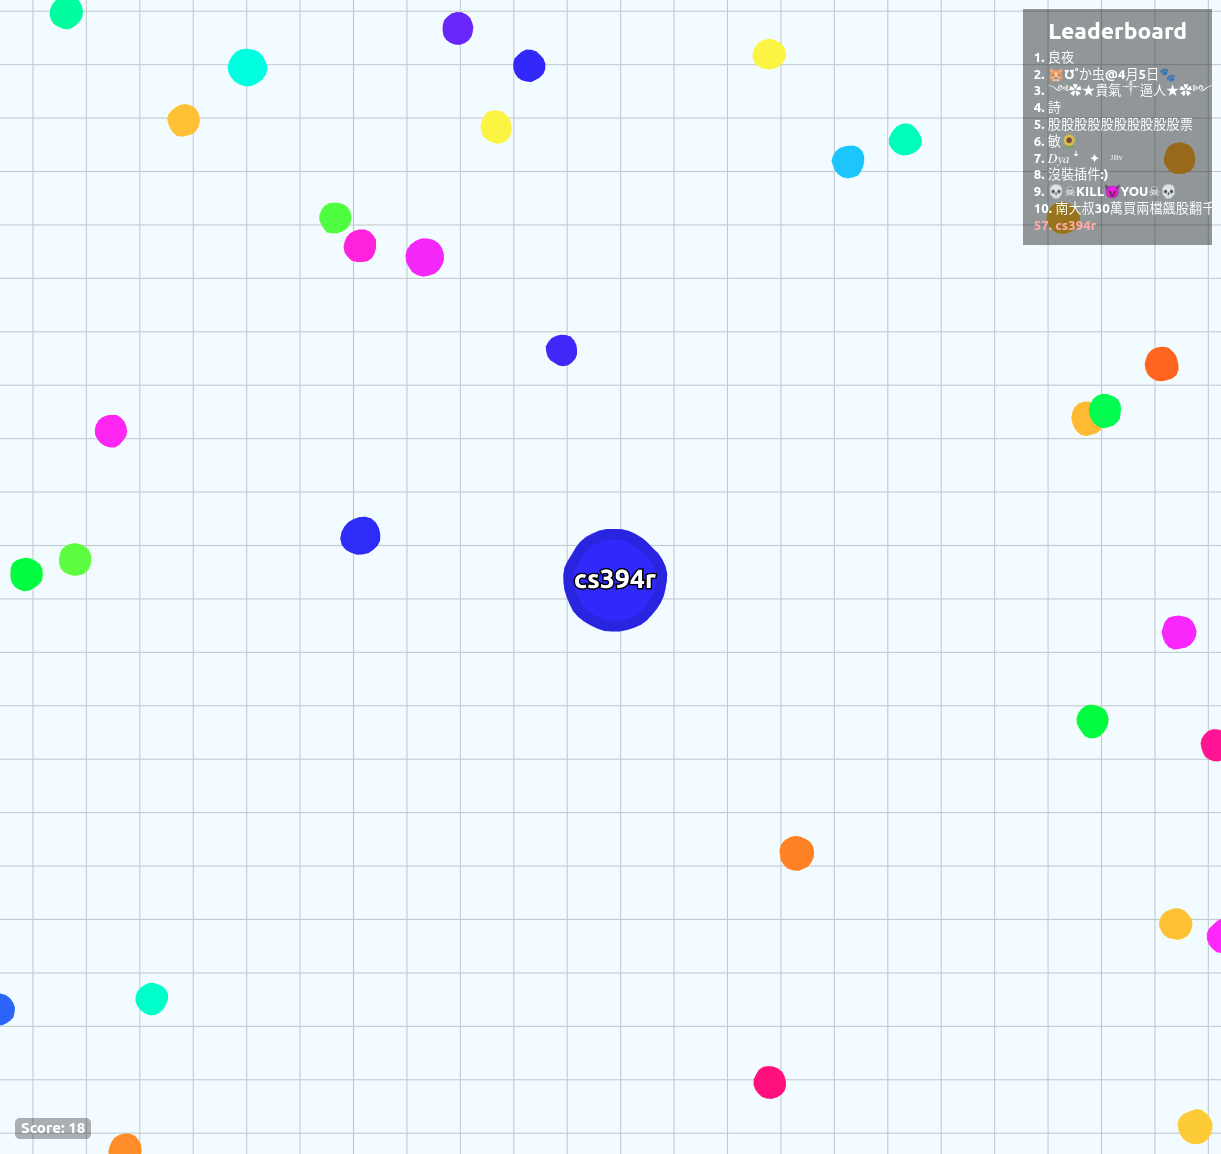 Leaderboard
1. 良夜
2. 🐹℧˚か虫@4月5日🐾
3. ༺✿★貴氣༒逼人★✿༻
4. 詩
5. 股股股股股股股股股股票
6. 敏🌻
7. 𝐷𝑦𝑎 ⁺ ✦ ᴶᴮᵛ
8. 沒裝插件:)
9. 💀☠KILL😈YOU☠💀
10. 南大叔30萬買兩檔飆股翻千
57. cs394r
cs394r
Score: 18